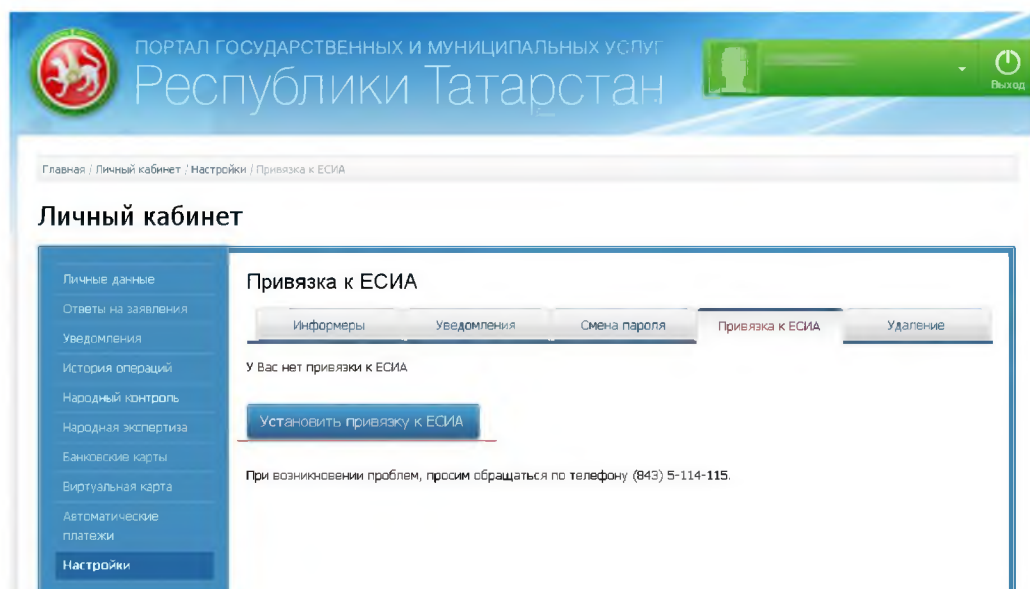 ПОРТАЛ ГОСУДАРСТВЕННЫХ И МУНИЦИПАЛЬНЫХ УСЛУГ
Республики Татарстан
Выход
Главная / Личный кабинет / Настройки / Привязка к ЕСИА
Личный кабинет
Личные данные
Ответы на заявления
Уведомления
История операций
Народный контроль
Народная экспертиза
Банковские карты
Виртуальная карта
Автоматические
платежи
Настройки
Привязка к ЕСИА
Информеры Уведомления Смена пароля Привязка к ЕСИА Удаление
У Вас нет привязки к ЕСИА
Установить привязку к ЕСИА
При возникновении проблем, просим обращаться по телефону (843) 5-114-115.